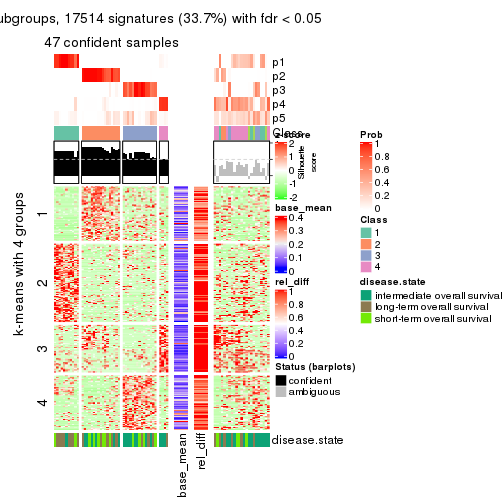 ubgroups, 17514 signatures (33.7%) with fdr < 0.05
47 confident samples
p1
p2
p3
p4
p5
Class
Silhouette
score
k-means with 4 groups
1
2
3
4
base_mean
rel_diff
disease.state
z-score
2
1
0
-1
-2
base_mean
0.4
0.3
0.2
0.1
0
rel_diff
1
0.8
0.6
0.4
0.2
0
Status (barplots)
confident
ambiguous
Prob
1
0.8
0.6
0.4
0.2
0
Class
1
2
3
4
disease.state
intermediate overall survival
long-term overall survival
short-term overall survival